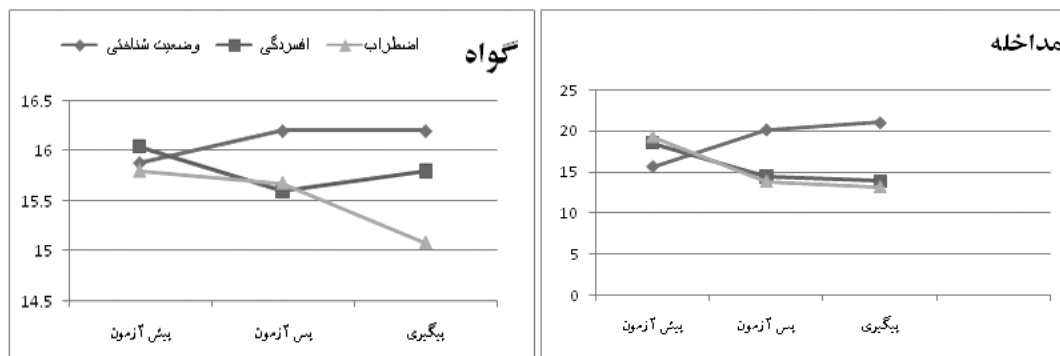 گواه
وضعیت شناختی افسردگی اضطراب
16.5
16
15.5
15
14.5
پیش آزمون پس آزمون پیگیری
مداخله
25
20
15
10
5
0
پیش آزمون پس آزمون پیگیری